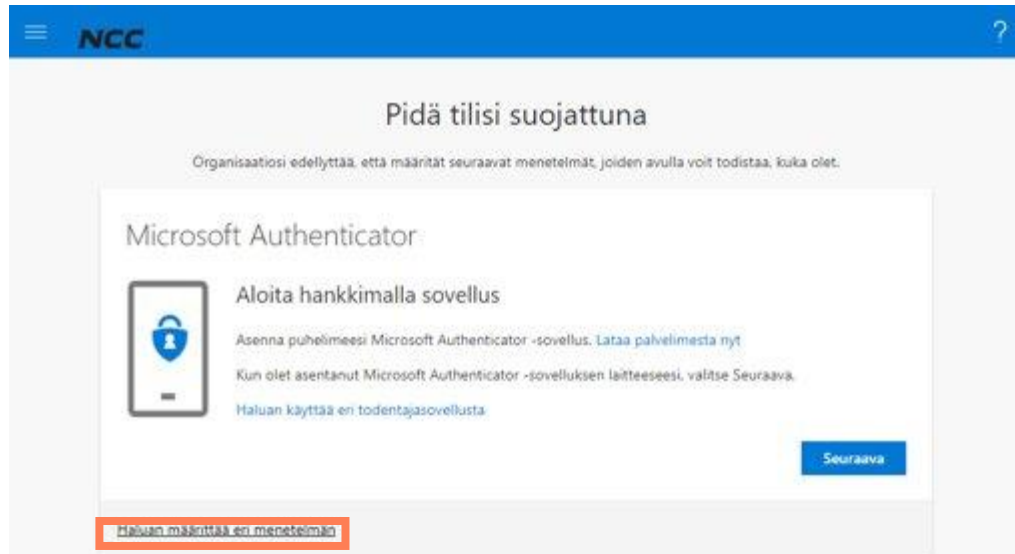 NCC
?
Pidä tilisi suojattuna
Organisaatiosi edellyttää, että määrität seuraavat menetelmät, joiden avulla voit todistaa, kuka olet.
Microsoft Authenticator
Aloita hankkimalla sovellus
Asenna puhelimeesi Microsoft Authenticator -sovellus. Lataa palvelimesta nyt
Kun olet asentanut Microsoft Authenticator -sovelluksen laitteeseesi, valitse Seuraava.
Haluan käyttää eri todentajasovellusta
Seuraava
Haluan määrittää eri menetelmän